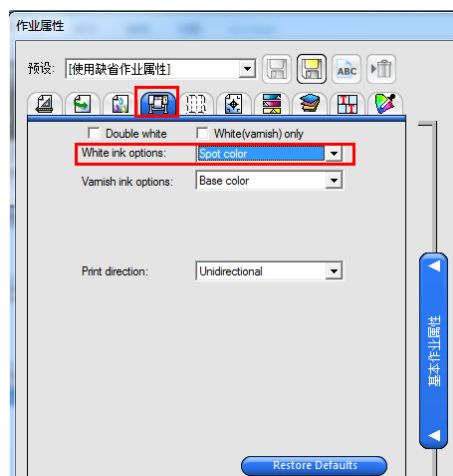 作业属性
预设: [使用缺省作业属性]
ABC
Double white White(varnish) only
White ink options: Spot color
Varnish ink options: Base color
Print direction: Unidirectional
基本作业属性
Restore Defaults